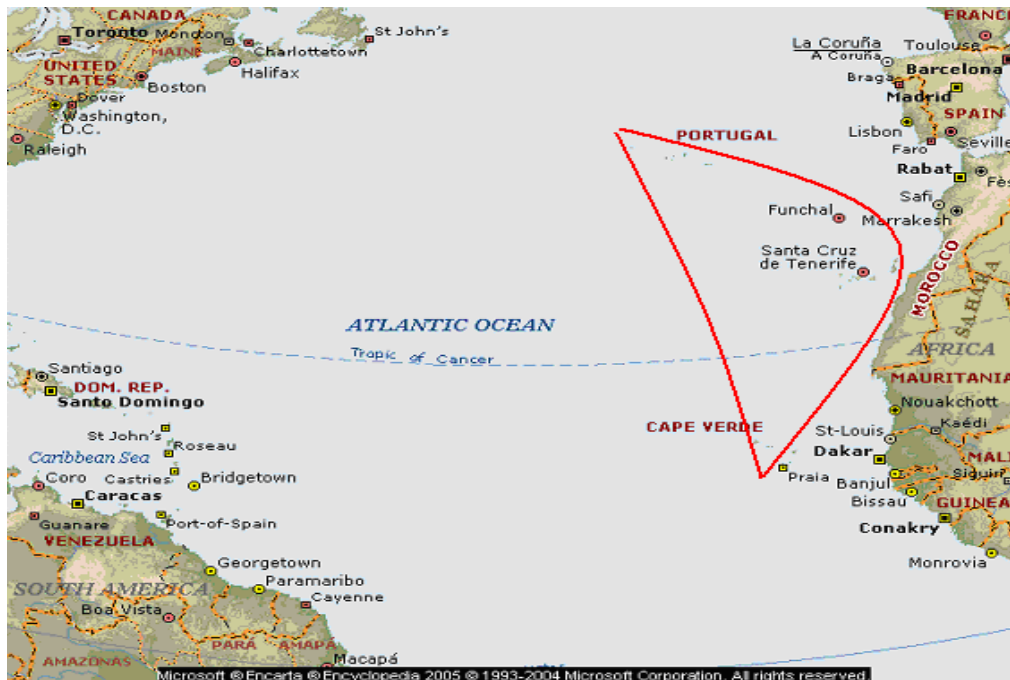 CANADA
Toronto
Moncton
St John's
FRANC
MAINE
Charlottetown
La Coruña
Toulouse
A Coruña
UNITED
STATES
Halifax
Barcelona
Boston
Braga
Madrid
Dover
Washington,
D.C.
SPAIN
Lisbon
PORTUGAL
Raleigh
Faro
Seville
Rabat
Fès
Safi
Funchal
Marrakesh
Santa Cruz
de Tenerife
MOROCCO
SAHARA
ATLANTIC OCEAN
AFRICA
Tropic of Cancer
Santiago
MAURITANIA
DOM. REP.
Santo Domingo
Nouakchott
CAPE VERDE
St-Louis
Kaédi
St John's
Roseau
Dakar
MALI
Caribbean Sea
Castries
Bridgetown
Praia
Banjul
Siguiri
Coro
Caracas
Bissau
GUINEA
Guanare
Port-of-Spain
Conakry
VENEZUELA
Georgetown
Monrovia
SOUTH AMERICA
Paramaribo
Cayenne
Boa Vista
PARÁ
AMAPÁ
AMAZONAS
Macapá
Microsoft ® Encarta ® Encyclopedia 2005 © 1993-2004 Microsoft Corporation. All rights reserved.